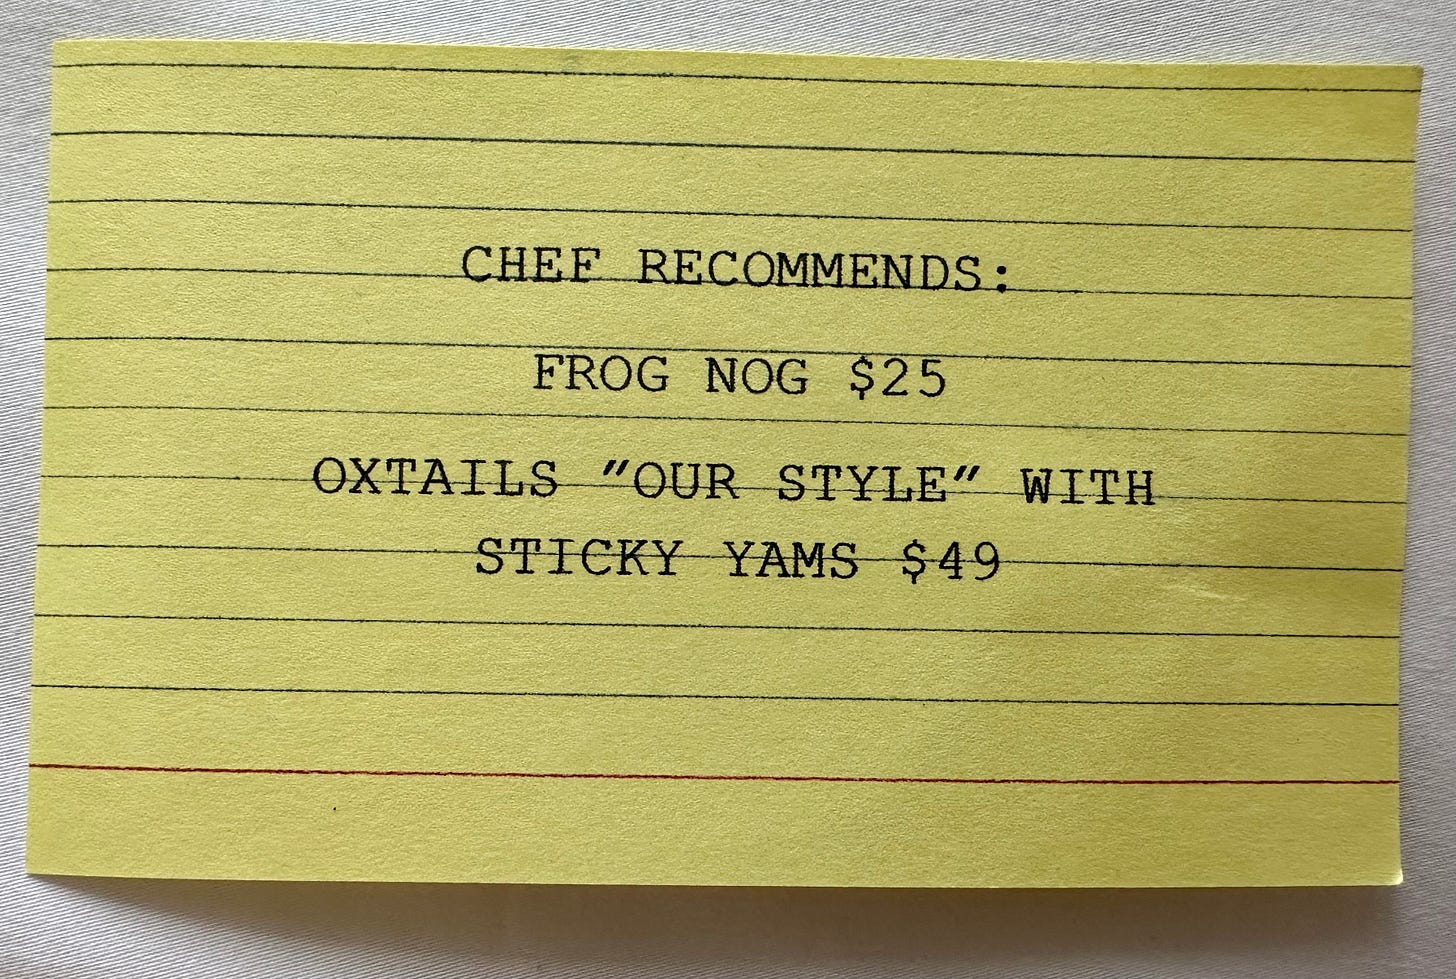 CHEF RECOMMENDS:
FROG NOG $25
OXTAILS "OUR STYLE" WITH
STICKY YAMS $49